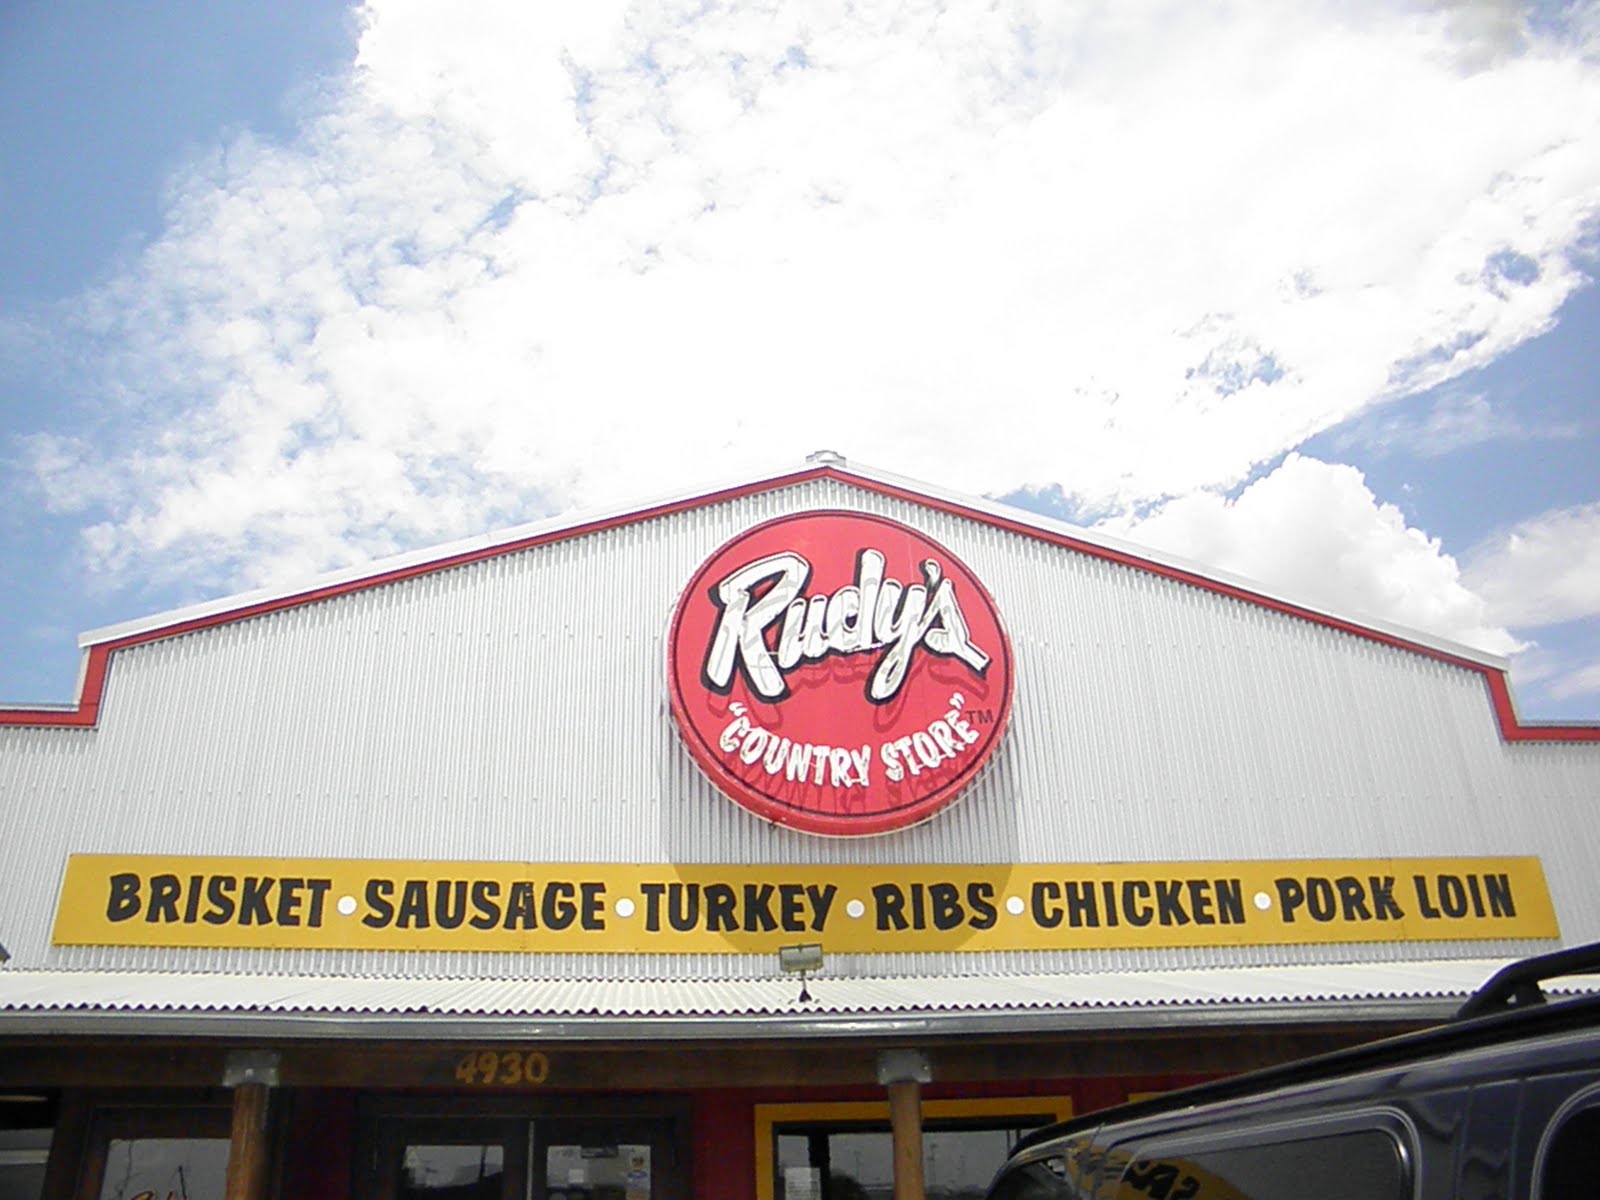 Rudy's
"COUNTRY STORE"™
BRISKET • SAUSAGE • TURKEY • RIBS • CHICKEN • PORK LOIN
4930